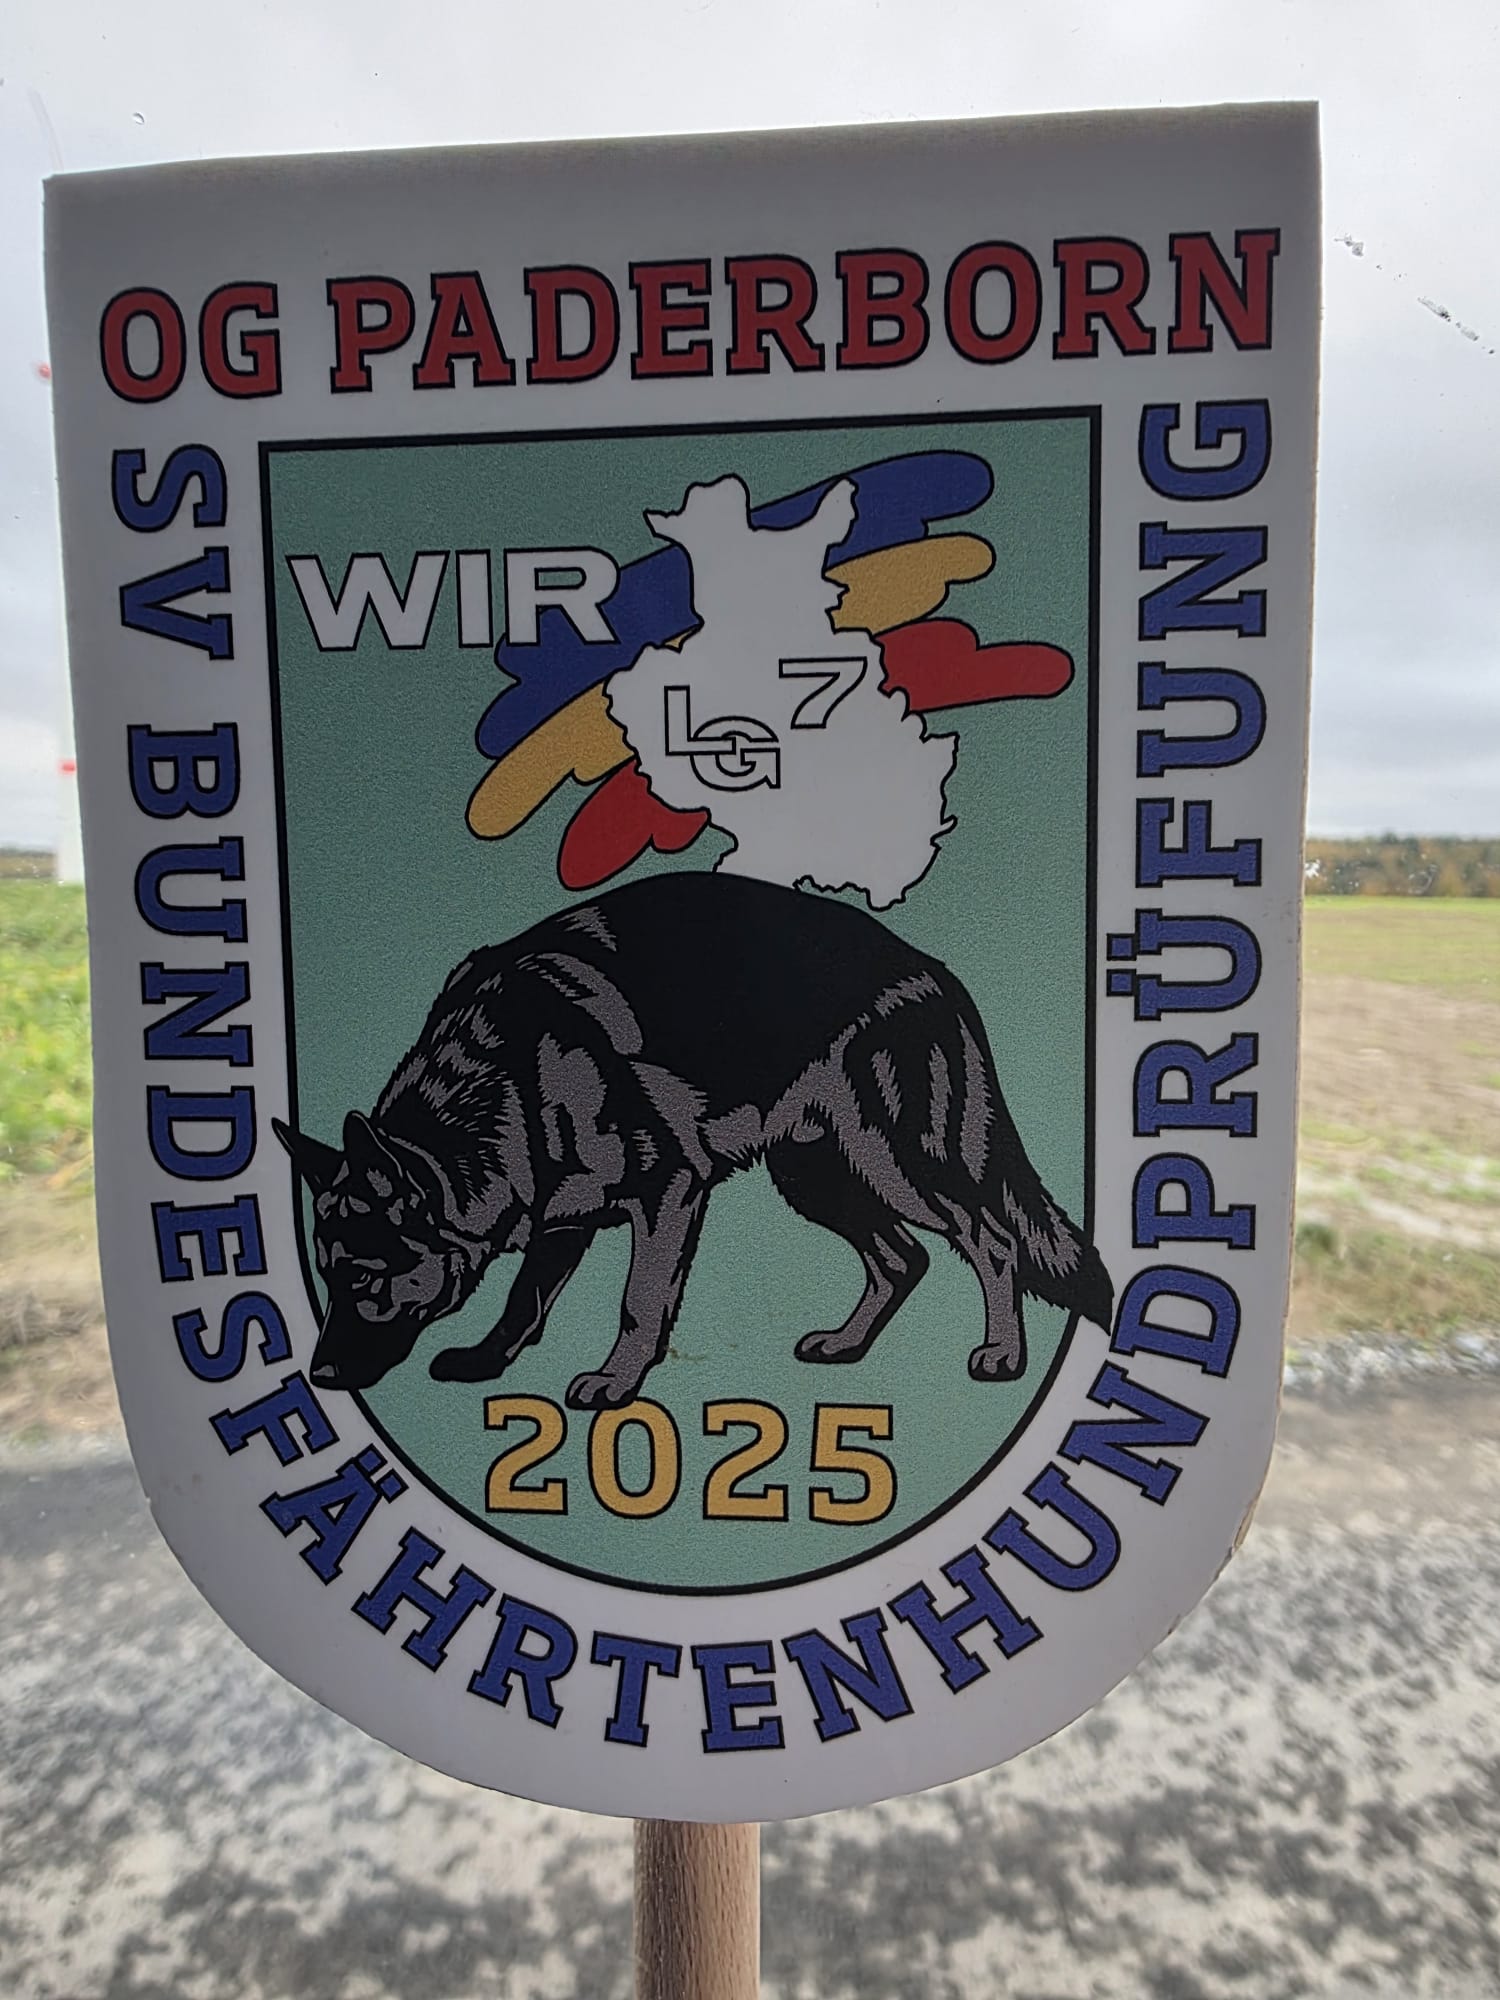 OG PADERBORN
SV BUNDESFÄHRTENHUNDPRÜFUNG
WIR
LG 7
2025